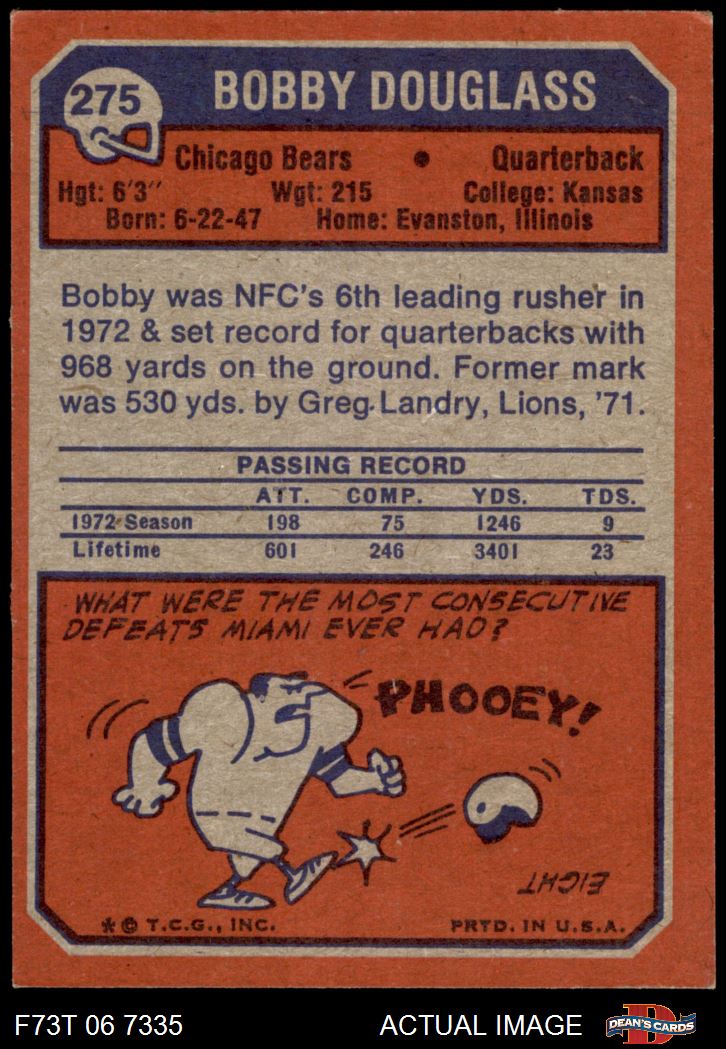 275
BOBBY DOUGLASS
Chicago Bears • Quarterback
Hgt: 6'3" Wgt: 215 College: Kansas
Born: 6-22-47 Home: Evanston, Illinois
Bobby was NFC's 6th leading rusher in
1972 & set record for quarterbacks with
968 yards on the ground. Former mark
was 530 yds. by Greg Landry, Lions, '71.
PASSING RECORD
ATT. COMP. YDS. TDS.
1972 Season 198 75 1246 9
Lifetime 601 246 3401 23
WHAT WERE THE MOST CONSECUTIVE
DEFEATS MIAMI EVER HAD?
PHOOEY!
EIGHT
* © T.C.G., INC. PRTD. IN U.S.A.
F73T 06 7335 ACTUAL IMAGE D DEAN'S CARDS